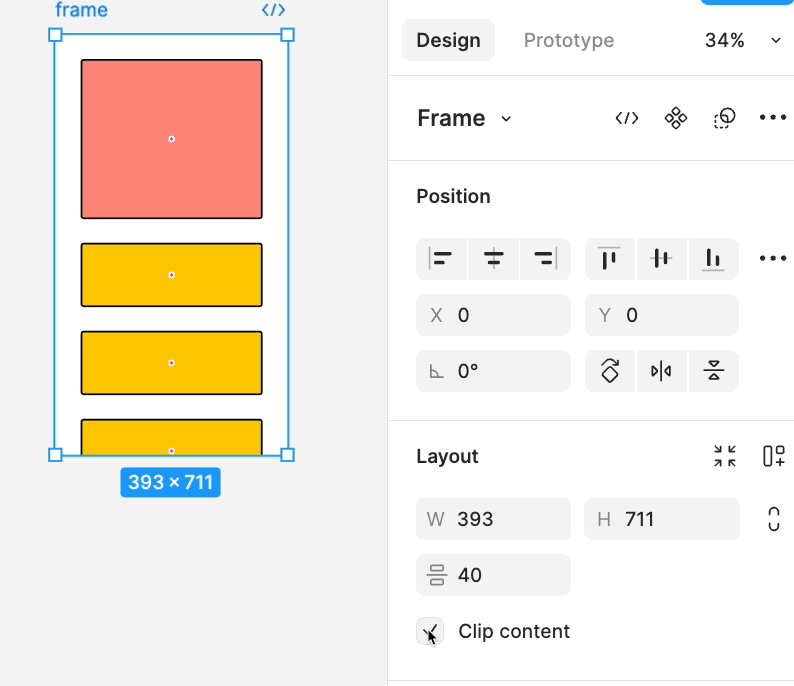 frame
</>
Design Prototype 34%
Frame
</>
Position
X 0 Y 0
0°
Layout
W 393 H 711
393 × 711
40
Clip content